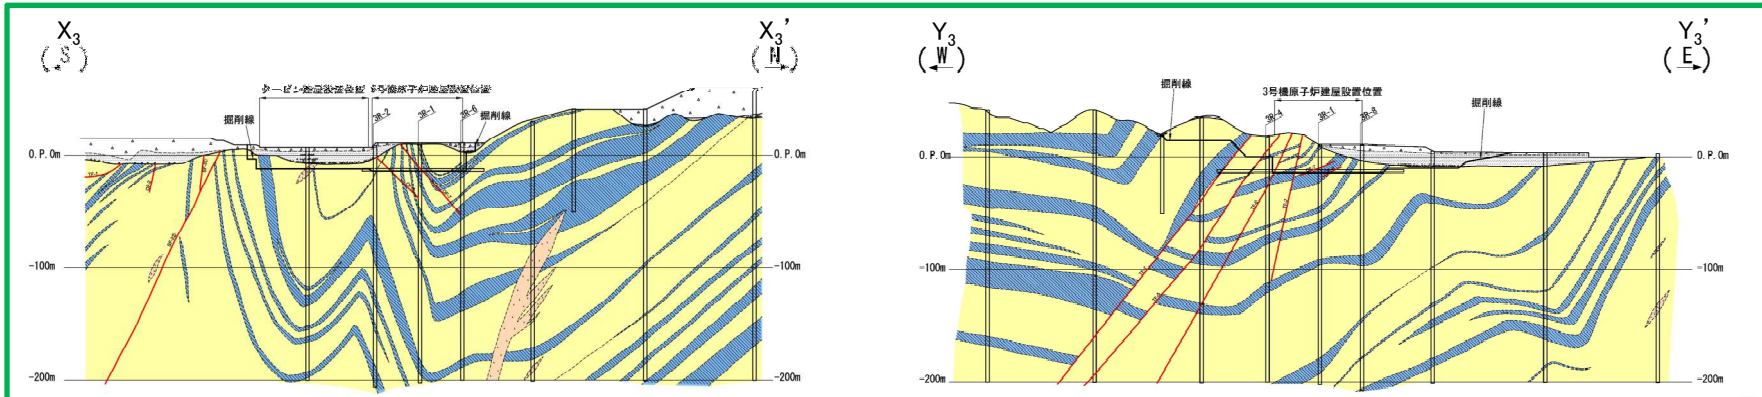 X₃
(S)
X₃'
(N)
タービン建屋設置位置
3号機原子炉建屋設置位置
掘削線
3R-2
3R-1
3R-6
掘削線
O.P.0m
O.P.0m
-100m
-100m
-200m
-200m
Y₃
(W)
Y₃'
(E)
3号機原子炉建屋設置位置
掘削線
3R-4
3R-1
3R-8
掘削線
O.P.0m
O.P.0m
-100m
-100m
-200m
-200m